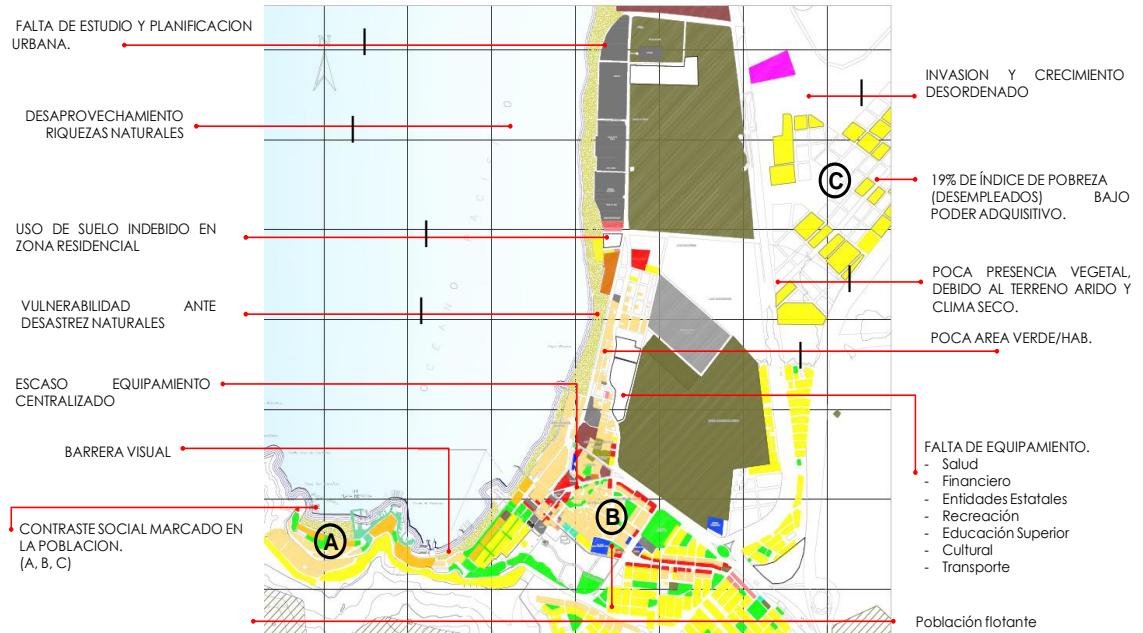 FALTA DE ESTUDIO Y PLANIFICACION
URBANA.
DESAPROVECHAMIENTO
RIQUEZAS NATURALES
USO DE SUELO INDEBIDO EN
ZONA RESIDENCIAL
VULNERABILIDAD ANTE
DESASTREZ NATURALES
ESCASO EQUIPAMIENTO
CENTRALIZADO
BARRERA VISUAL
CONTRASTE SOCIAL MARCADO EN
LA POBLACION.
(A, B, C)
OCEANO PACIFICO
A
B
C
INVASION Y CRECIMIENTO
DESORDENADO
19% DE ÍNDICE DE POBREZA
(DESEMPLEADOS) BAJO
PODER ADQUISITIVO.
POCA PRESENCIA VEGETAL,
DEBIDO AL TERRENO ARIDO Y
CLIMA SECO.
POCA AREA VERDE/HAB.
FALTA DE EQUIPAMIENTO.
- Salud
- Financiero
- Entidades Estatales
- Recreación
- Educación Superior
- Cultural
- Transporte
Población flotante